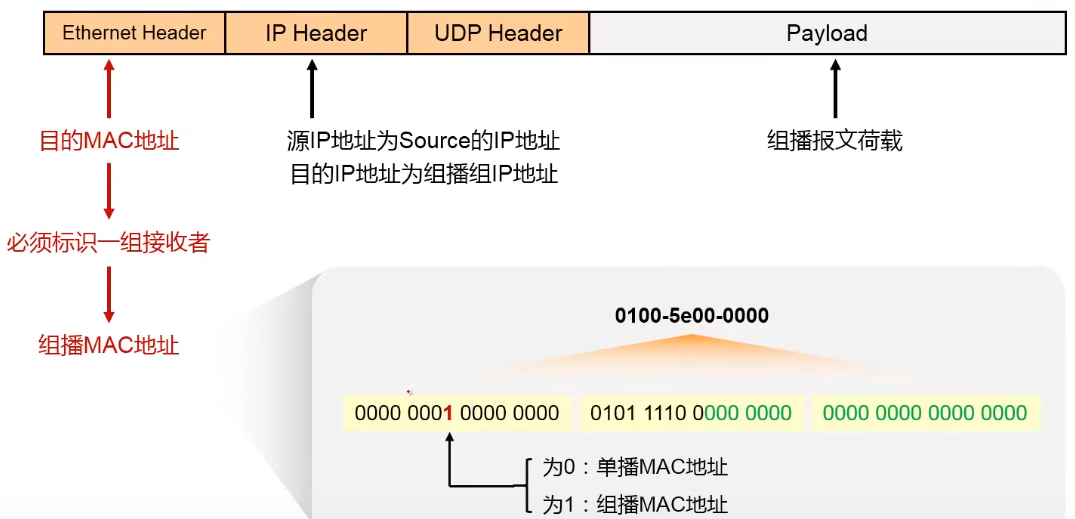 Ethernet Header IP Header UDP Header Payload
目的MAC地址
源IP地址为Source的IP地址
目的IP地址为组播组IP地址
组播报文荷载
必须标识一组接收者
组播MAC地址
0100-5e00-0000
0000 0001 0000 0000 0101 1110 0000 0000 0000 0000 0000 0000
为0：单播MAC地址
为1：组播MAC地址